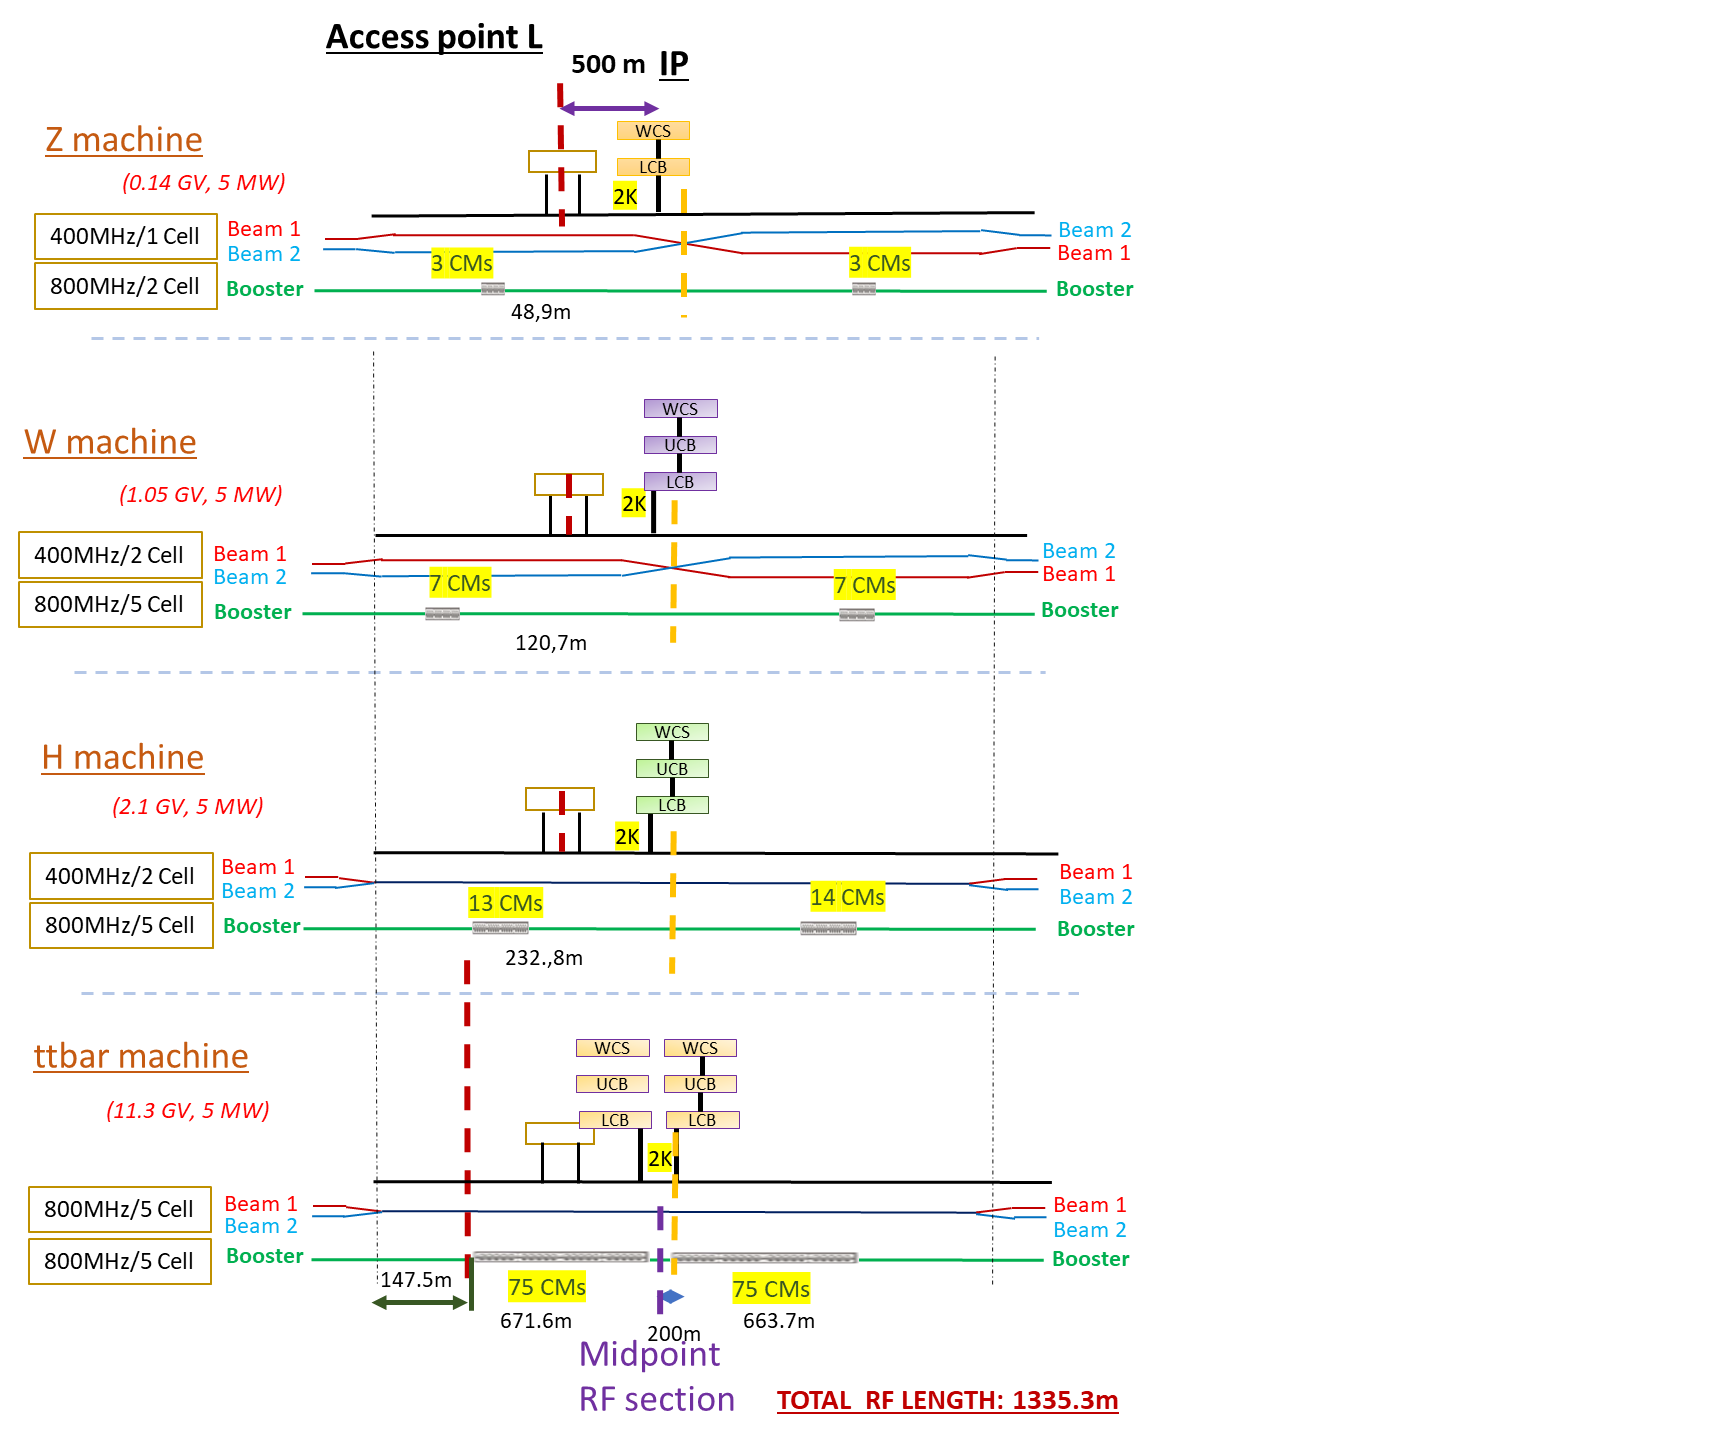 Access point L
500 m IP
Z machine
(0.14 GV, 5 MW)
WCS
LCB
2K
400MHz/1 Cell
Beam 1
Beam 2
Beam 2
Beam 1
3 CMs
3 CMs
800MHz/2 Cell
Booster
Booster
48,9m
W machine
(1.05 GV, 5 MW)
WCS
UCB
LCB
2K
400MHz/2 Cell
Beam 1
Beam 2
Beam 2
Beam 1
7 CMs
7 CMs
800MHz/5 Cell
Booster
Booster
120,7m
H machine
(2.1 GV, 5 MW)
WCS
UCB
LCB
2K
400MHz/2 Cell
Beam 1
Beam 2
Beam 1
Beam 2
13 CMs
14 CMs
800MHz/5 Cell
Booster
Booster
232.,8m
ttbar machine
(11.3 GV, 5 MW)
WCS
WCS
UCB
UCB
LCB
LCB
2K
800MHz/5 Cell
Beam 1
Beam 2
Beam 1
Beam 2
800MHz/5 Cell
Booster
Booster
147.5m
75 CMs
75 CMs
671.6m
663.7m
200m
Midpoint
RF section
TOTAL RF LENGTH: 1335.3m